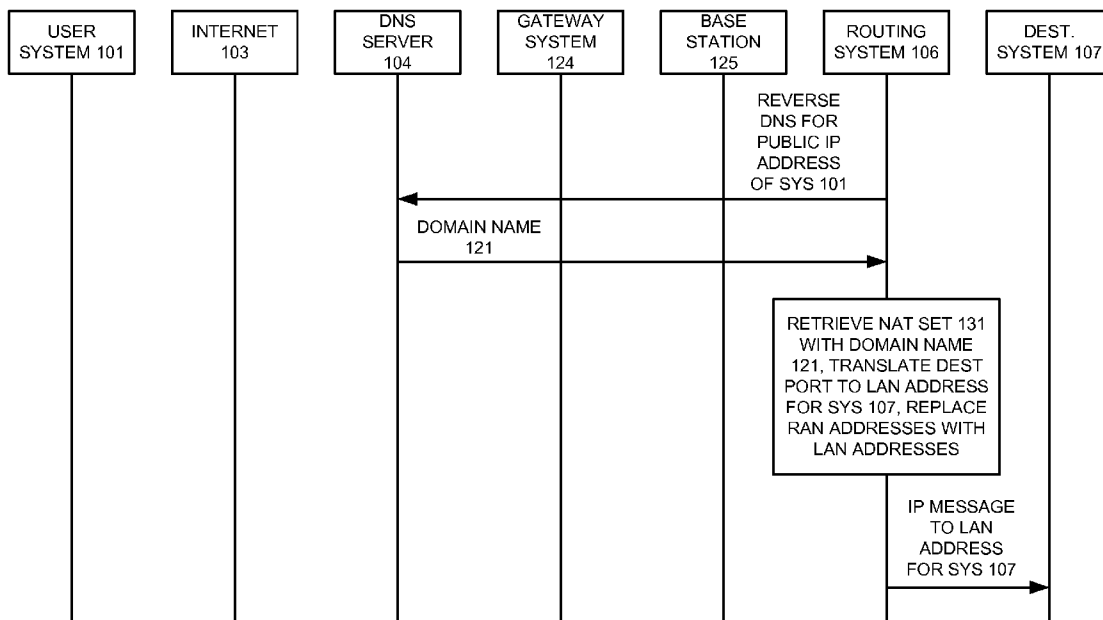 USER
SYSTEM 101
INTERNET
103
DNS
SERVER
104
GATEWAY
SYSTEM
124
BASE
STATION
125
ROUTING
SYSTEM 106
DEST.
SYSTEM 107
REVERSE
DNS FOR
PUBLIC IP
ADDRESS
OF SYS 101
DOMAIN NAME
121
RETRIEVE NAT SET 131
WITH DOMAIN NAME
121, TRANSLATE DEST
PORT TO LAN ADDRESS
FOR SYS 107, REPLACE
RAN ADDRESSES WITH
LAN ADDRESSES
IP MESSAGE
TO LAN
ADDRESS
FOR SYS 107